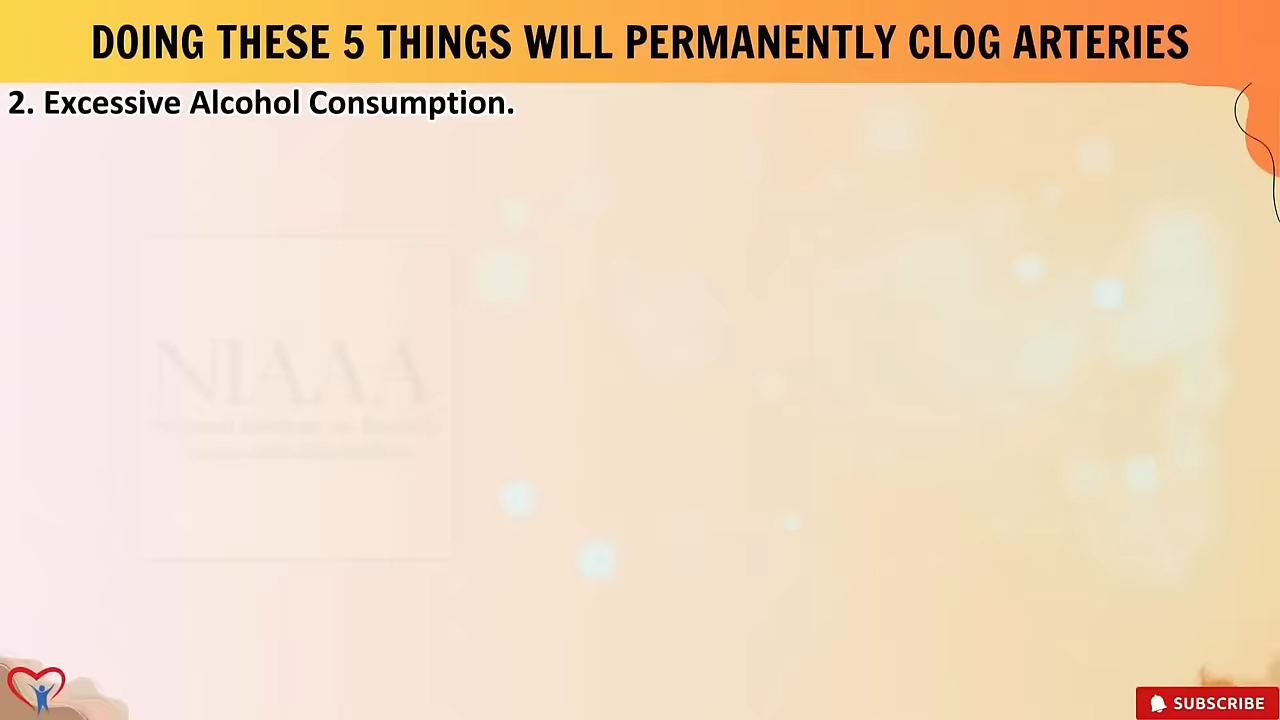 DOING THESE 5 THINGS WILL PERMANENTLY CLOG ARTERIES
2. Excessive Alcohol Consumption.
NIAAA
SUBSCRIBE